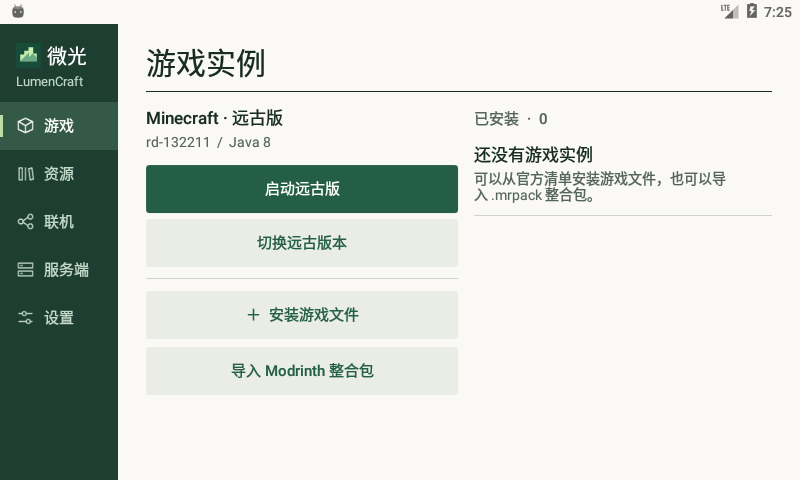 LTE 7:25
微光
LumenCraft
游戏
资源
联机
服务端
设置
游戏实例
Minecraft · 远古版
rd-132211 / Java 8
启动远古版
切换远古版本
＋ 安装游戏文件
导入 Modrinth 整合包
已安装 · 0
还没有游戏实例
可以从官方清单安装游戏文件，也可以导
入 .mrpack 整合包。